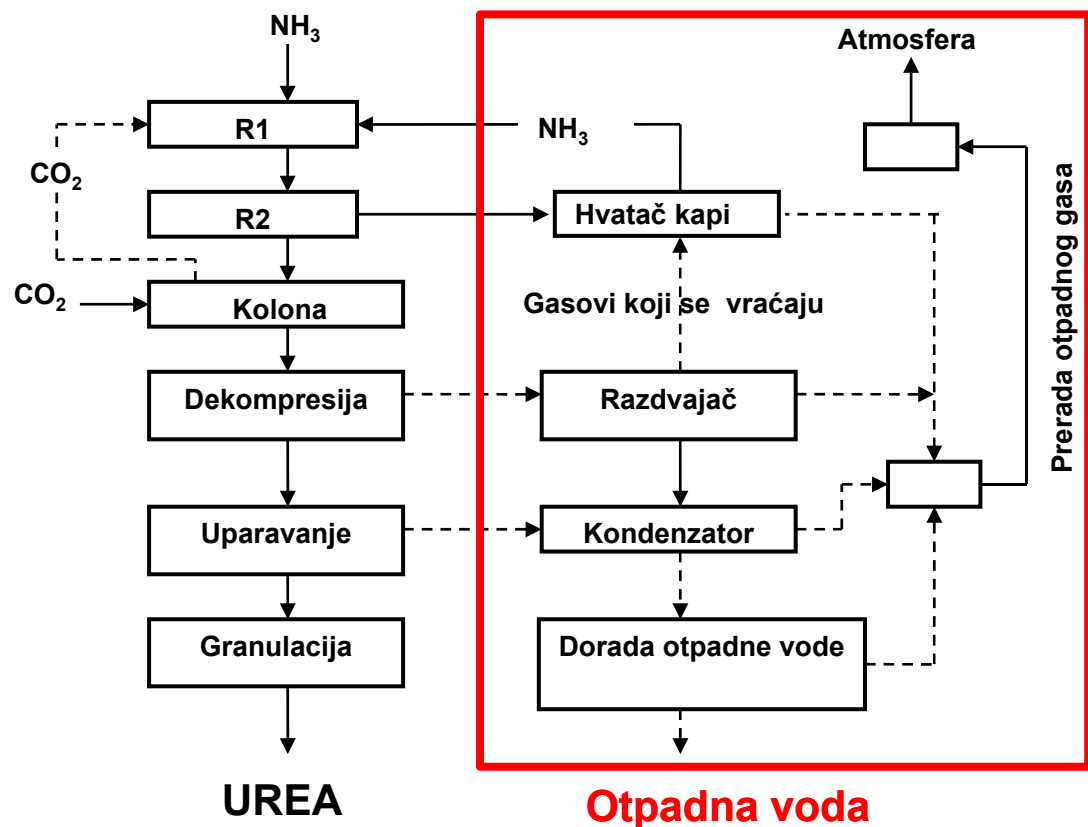 NH₃
Atmosfera
R1
NH₃
CO₂
R2
Hvatač kapi
CO₂
Kolona
Gasovi koji se vraćaju
Prerada otpadnog gasa
Dekompresija
Razdvajač
Uparavanje
Kondenzator
Granulacija
Dorada otpadne vode
UREA
Otpadna voda